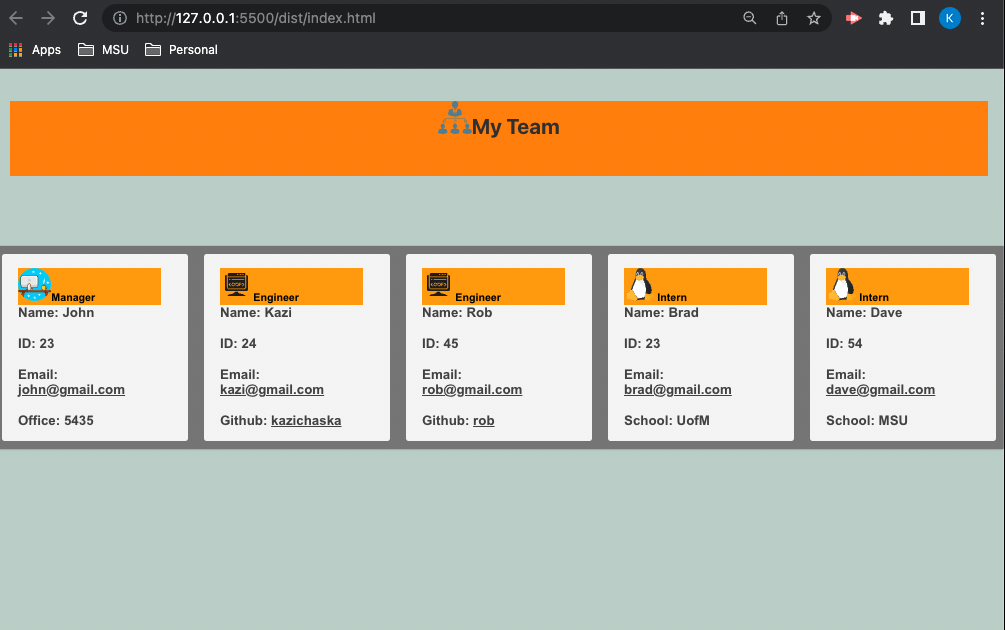 http://127.0.0.1:5500/dist/index.html
K
Apps
MSU
Personal
My Team
Manager
Name: John
ID: 23
Email:
john@gmail.com
Office: 5435
Engineer
Name: Kazi
ID: 24
Email:
kazi@gmail.com
Github: kazichaska
Engineer
Name: Rob
ID: 45
Email:
rob@gmail.com
Github: rob
Intern
Name: Brad
ID: 23
Email:
brad@gmail.com
School: UofM
Intern
Name: Dave
ID: 54
Email:
dave@gmail.com
School: MSU